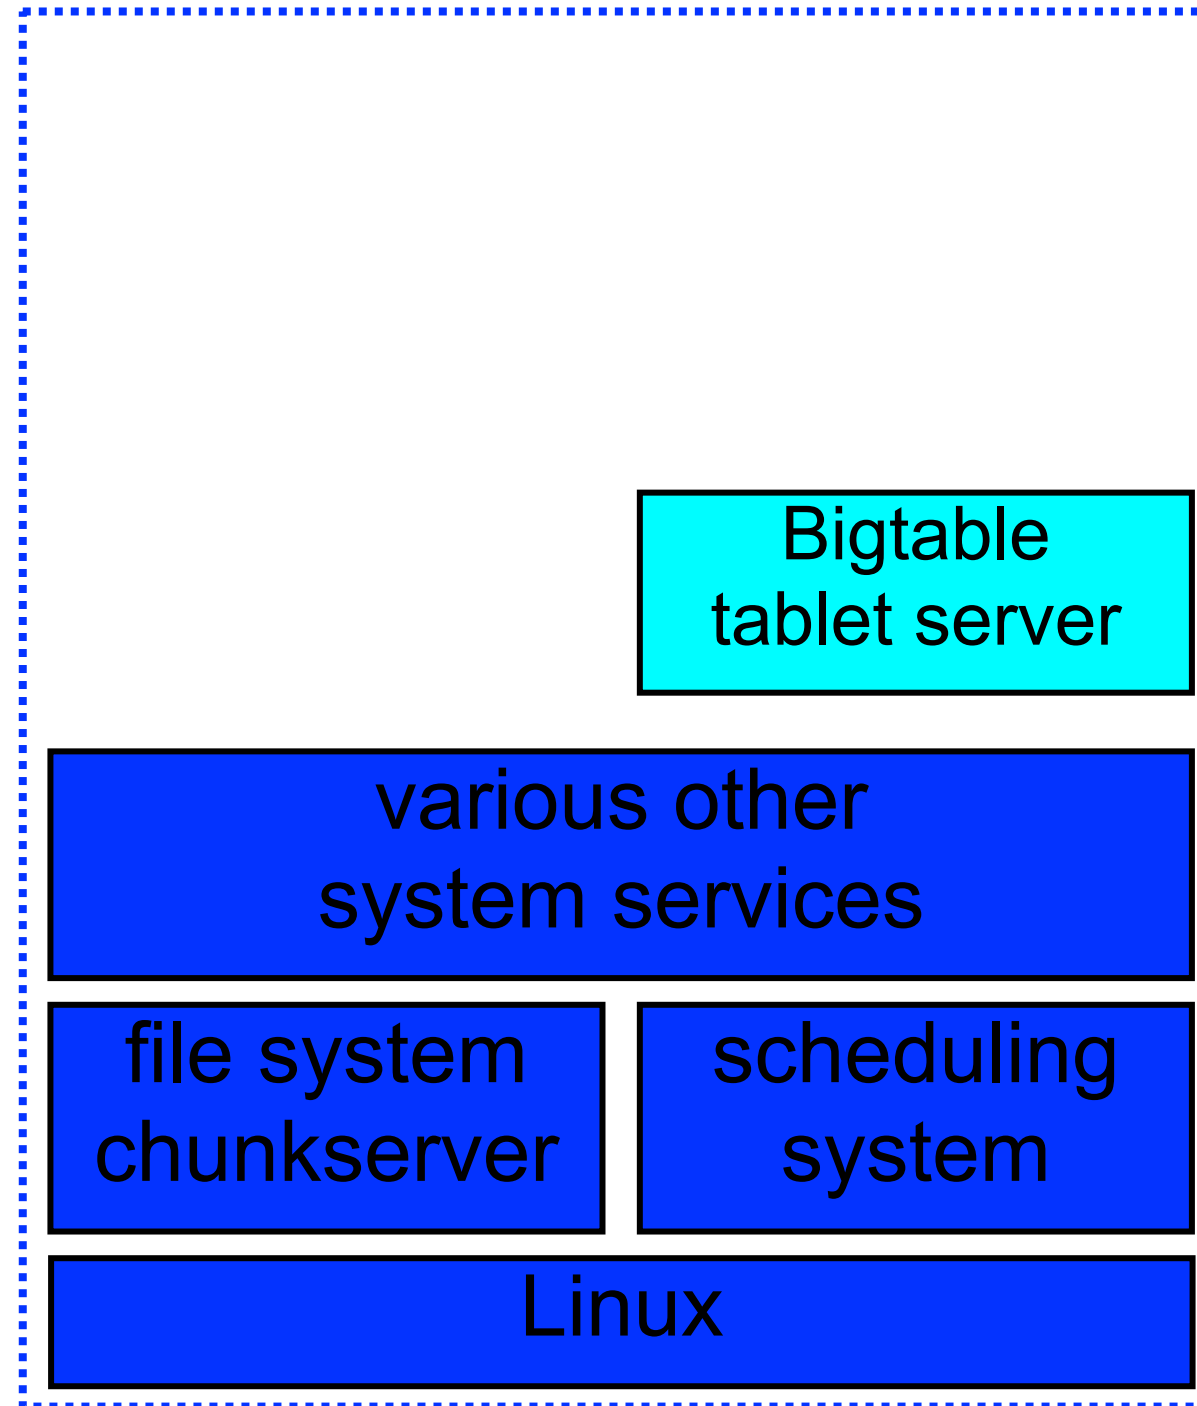 Bigtable
tablet server
various other
system services
file system
chunkserver
scheduling
system
Linux